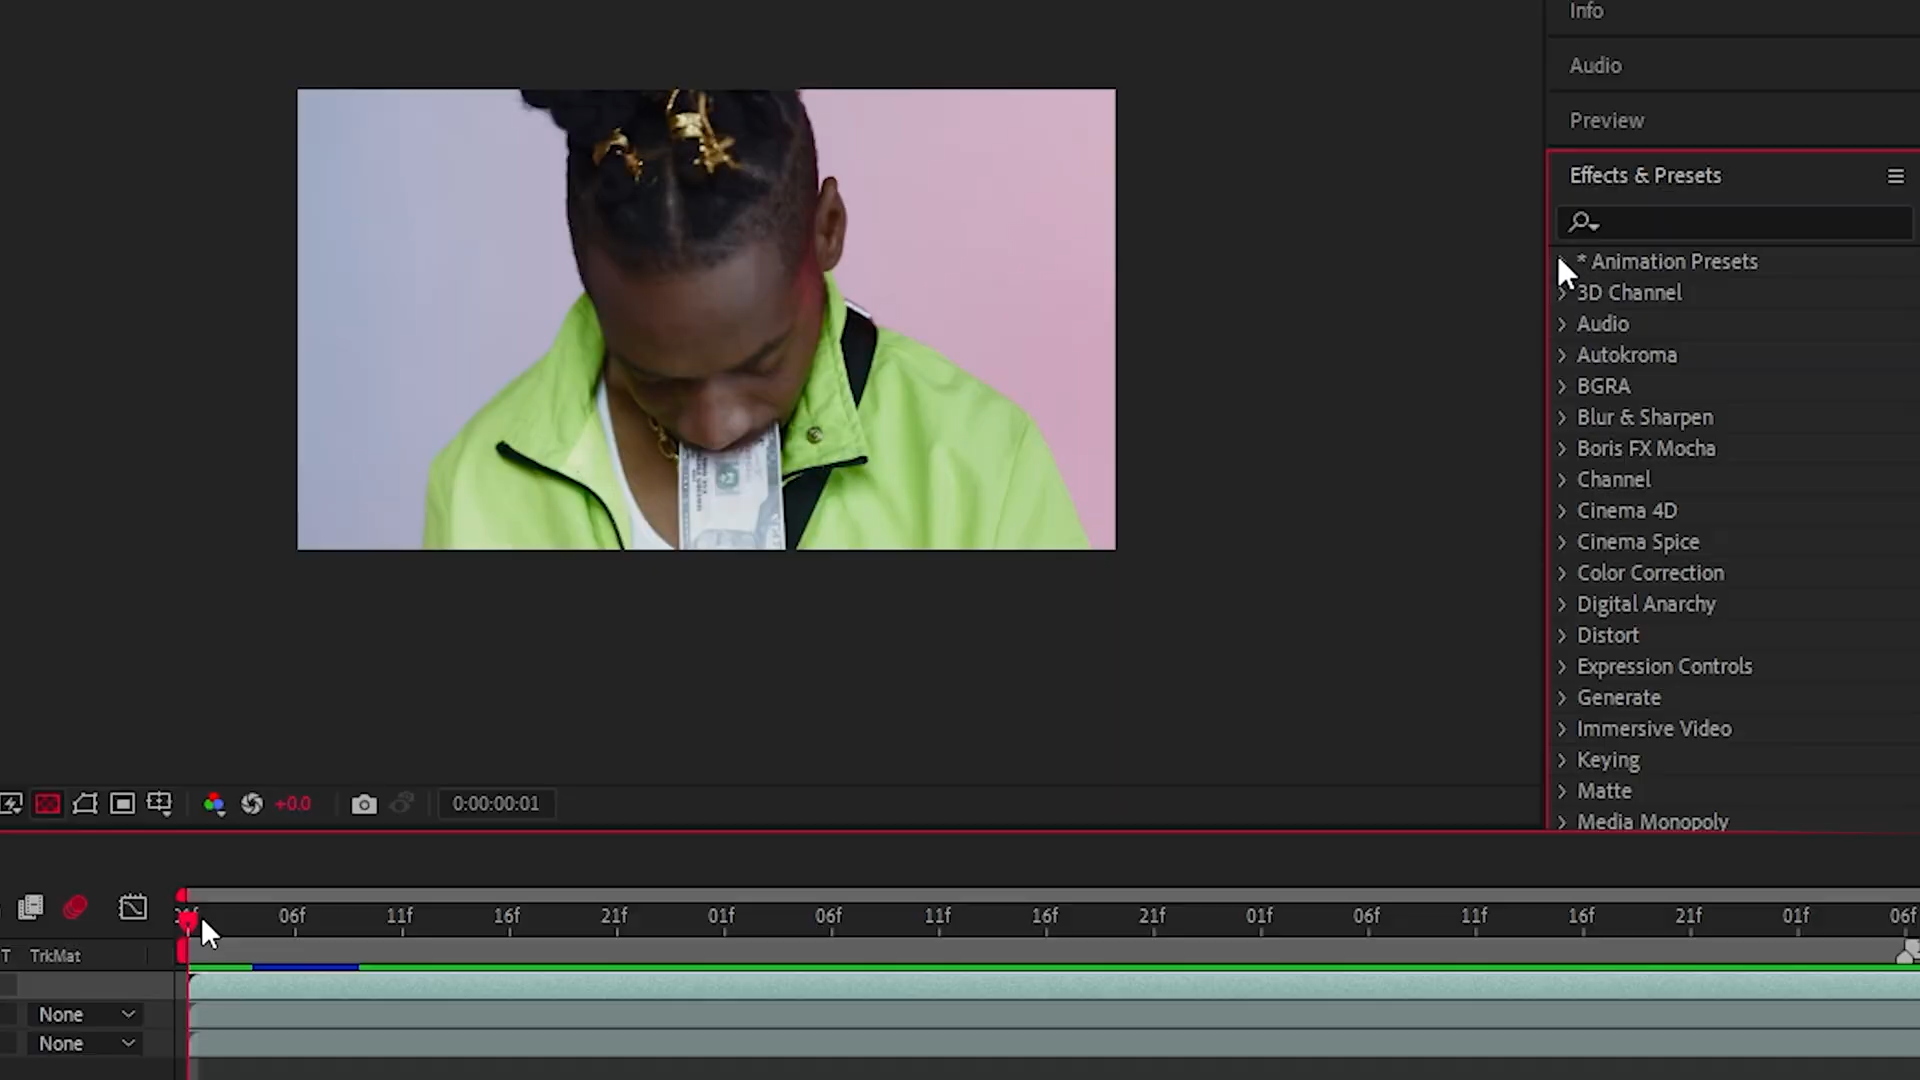 Info
Audio
Preview
Effects & Presets
* Animation Presets
3D Channel
Audio
Autokroma
BGRA
Blur & Sharpen
Boris FX Mocha
Channel
Cinema 4D
Cinema Spice
Color Correction
Digital Anarchy
Distort
Expression Controls
Generate
Immersive Video
Keying
Matte
Media Monopoly
+0.0
0:00:00:01
06f 11f 16f 21f 01f 06f 11f 16f 21f 01f 06f 11f 16f 21f 01f 06f
T TrkMat
None
None